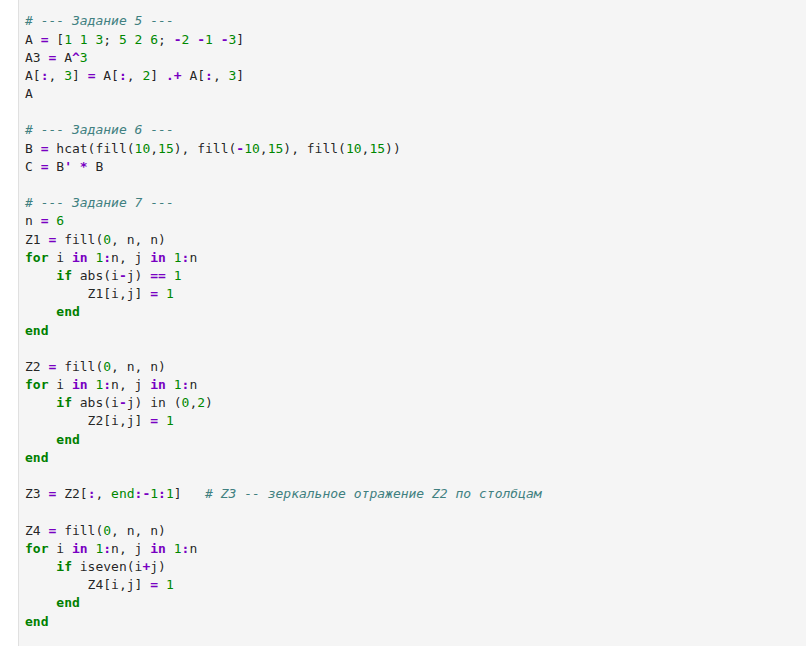 # --- Задание 5 ---
A = [1 1 3; 5 2 6; -2 -1 -3]
A3 = A^3
A[:, 3] = A[:, 2] .+ A[:, 3]
A
# --- Задание 6 ---
B = hcat(fill(10,15), fill(-10,15), fill(10,15))
C = B' * B
# --- Задание 7 ---
n = 6
Z1 = fill(0, n, n)
for i in 1:n, j in 1:n
    if abs(i-j) == 1
        Z1[i,j] = 1
    end
end
Z2 = fill(0, n, n)
for i in 1:n, j in 1:n
    if abs(i-j) in (0,2)
        Z2[i,j] = 1
    end
end
Z3 = Z2[:, end:-1:1]   # Z3 -- зеркальное отражение Z2 по столбцам
Z4 = fill(0, n, n)
for i in 1:n, j in 1:n
    if iseven(i+j)
        Z4[i,j] = 1
    end
end